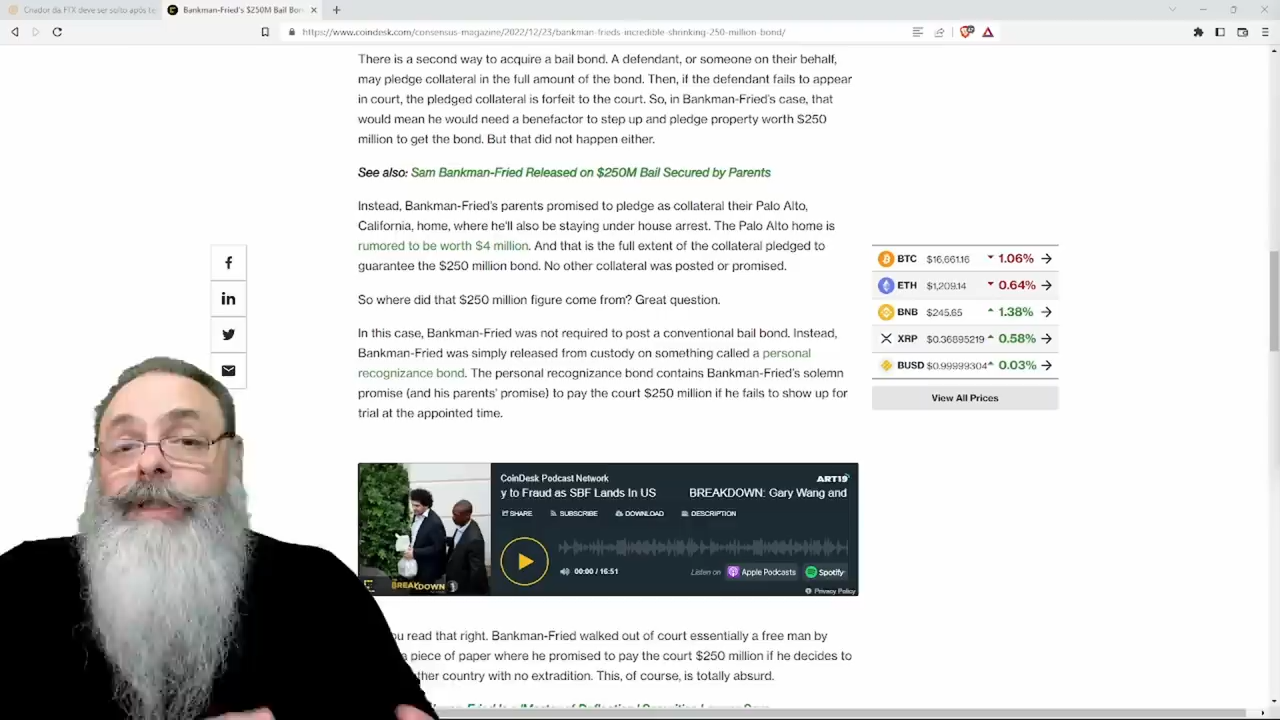 Criador da FTX deve ser solto após
Bankman-Fried's $250M Bail Bon
https://www.coindesk.com/consensus-magazine/2022/12/23/bankman-frieds-incredible-shrinking-250-million-bond/
There is a second way to acquire a bail bond. A defendant, or someone on their behalf,
may pledge collateral in the full amount of the bond. Then, if the defendant fails to appear
in court, the pledged collateral is forfeit to the court. So, in Bankman-Fried's case, that
would mean he would need a benefactor to step up and pledge property worth $250
million to get the bond. But that did not happen either.
See also: Sam Bankman-Fried Released on $250M Bail Secured by Parents
Instead, Bankman-Fried's parents promised to pledge as collateral their Palo Alto,
California, home, where he'll also be staying under house arrest. The Palo Alto home is
rumored to be worth $4 million. And that is the full extent of the collateral pledged to
guarantee the $250 million bond. No other collateral was posted or promised.
So where did that $250 million figure come from? Great question.
In this case, Bankman-Fried was not required to post a conventional bail bond. Instead,
Bankman-Fried was simply released from custody on something called a personal
recognizance bond. The personal recognizance bond contains Bankman-Fried's solemn
promise (and his parents' promise) to pay the court $250 million if he fails to show up for
trial at the appointed time.
BTC $16,661.16 1.06%
ETH $1,209.14 0.64%
BNB $245.65 1.38%
XRP $0.36895219 0.58%
BUSD $0.99999304 0.03%
View All Prices
CoinDesk Podcast Network
ART19
y to Fraud as SBF Lands In US BREAKDOWN: Gary Wang and
SHARE SUBSCRIBE DOWNLOAD DESCRIPTION
00:00 / 16:51
Listen on Apple Podcasts Spotify
BREAKDOWN
Privacy Policy
ou read that right. Bankman-Fried walked out of court essentially a free man by
a piece of paper where he promised to pay the court $250 million if he decides to
ther country with no extradition. This, of course, is totally absurd.